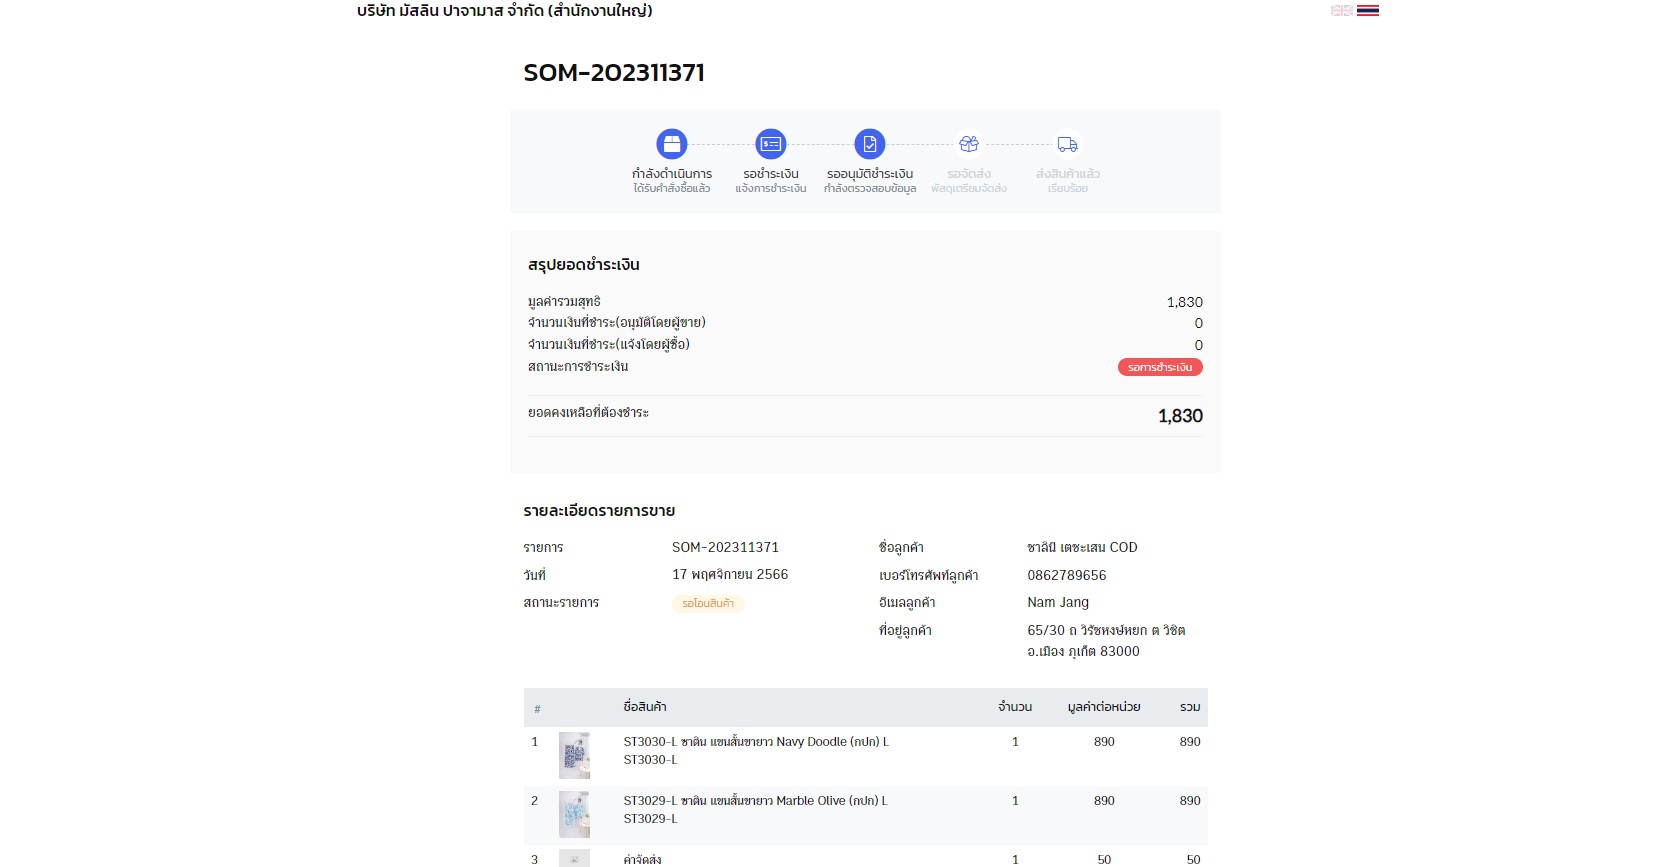 บริษัท มัสลิน ปาจามาส จำกัด (สำนักงานใหญ่)
SOM-202311371
กำลังดำเนินการ รอชำระเงิน รออนุมัติชำระเงิน รอจัดส่ง ส่งสินค้าแล้ว
ได้รับคำสั่งซื้อแล้ว แจ้งการชำระเงิน กำลังตรวจสอบข้อมูล พัสดุเตรียมจัดส่ง เรียบร้อย
สรุปยอดชำระเงิน
มูลค่ารวมสุทธิ 1,830
จำนวนเงินที่ชำระ(อนุมัติโดยผู้ขาย) 0
จำนวนเงินที่ชำระ(แจ้งโดยผู้ซื้อ) 0
สถานะการชำระเงิน รอการชำระเงิน
ยอดคงเหลือที่ต้องชำระ 1,830
รายละเอียดรายการขาย
รายการ SOM-202311371 ชื่อลูกค้า ชาลินี เตชะเสน COD
วันที่ 17 พฤศจิกายน 2566 เบอร์โทรศัพท์ลูกค้า 0862789656
สถานะรายการ รอโอนสินค้า อีเมลลูกค้า Nam Jang
ที่อยู่ลูกค้า 65/30 ถ วิรัชหงษ์หยก ต วิชิต
อ.เมือง ภูเก็ต 83000
# ชื่อสินค้า จำนวน มูลค่าต่อหน่วย รวม
1 ST3030-L ซาติน แขนสั้นขายาว Navy Doodle (กปก) L 1 890 890
ST3030-L
2 ST3029-L ซาติน แขนสั้นขายาว Marble Olive (กปก) L 1 890 890
ST3029-L
3 ค่าจัดส่ง 1 50 50